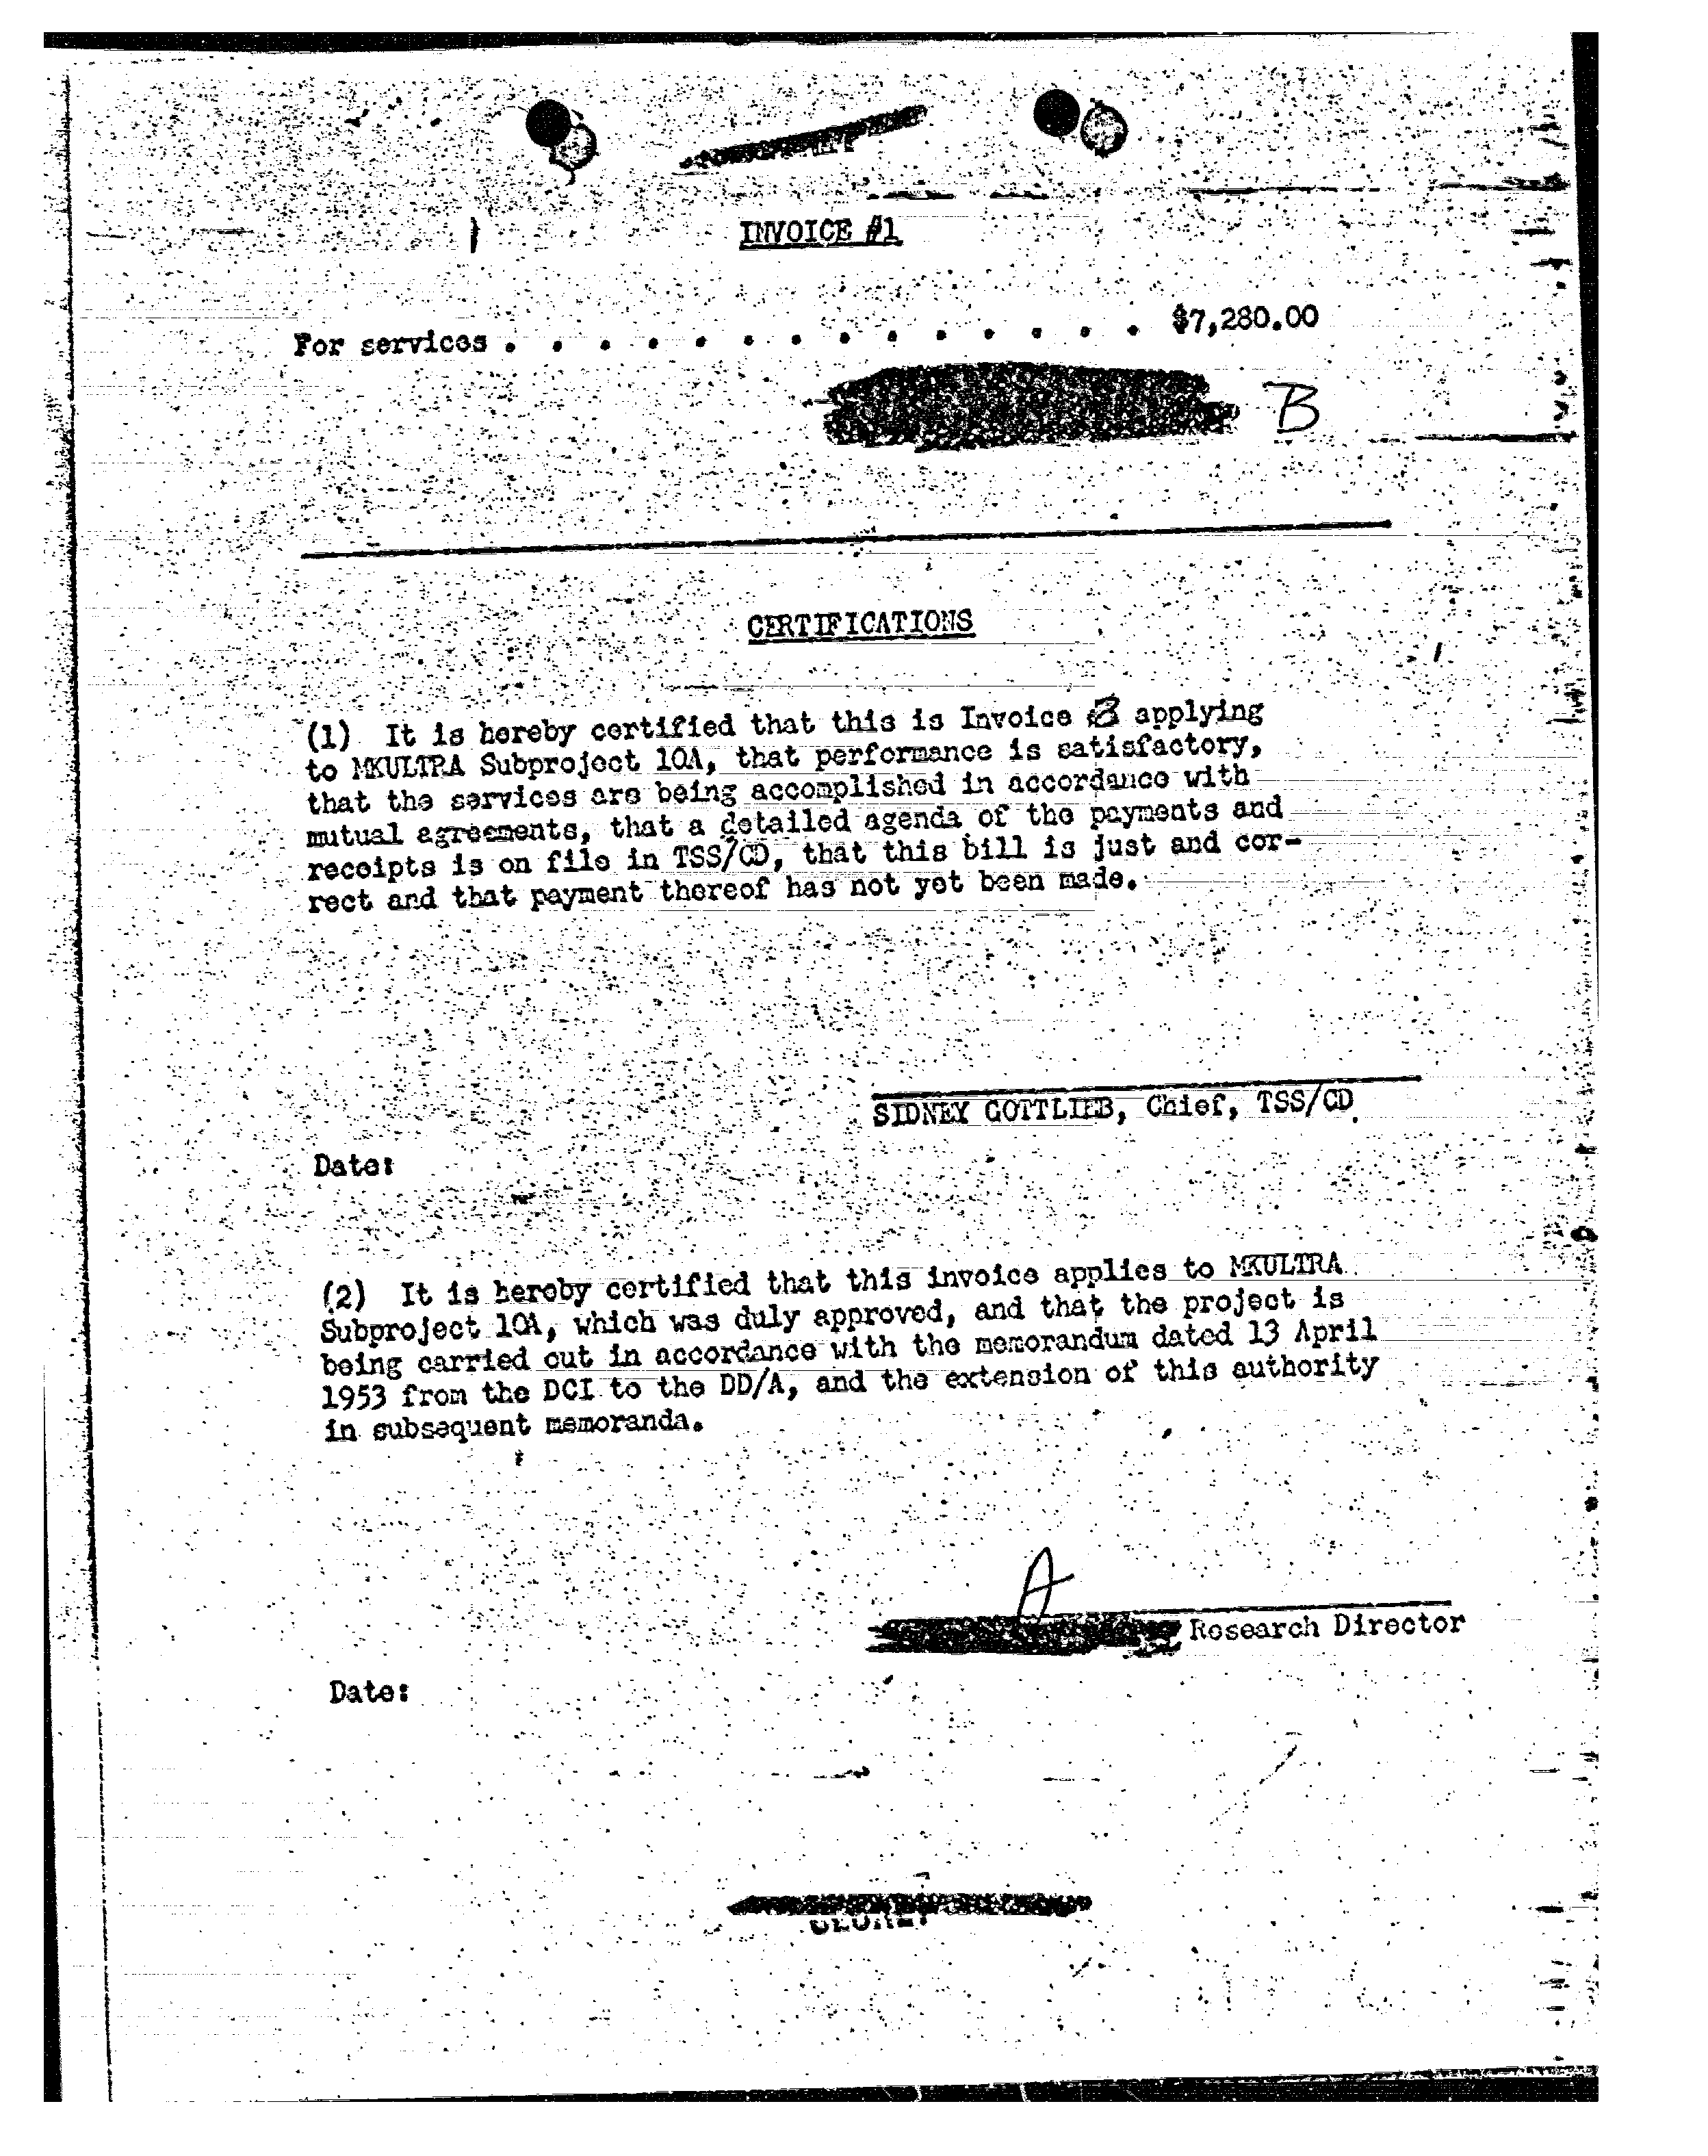 INVOICE #1
For services . . . . . . . . . . . . . . $7,280.00
B
CERTIFICATIONS
(1) It is hereby certified that this is Invoice applying
to MKULTRA Subproject 10A, that performance is satisfactory,
that the services are being accomplished in accordance with
mutual agreements, that a detailed agenda of the payments and
receipts is on file in TSS/CD, that this bill is just and cor-
rect and that payment thereof has not yet been made.
SIDNEY GOTTLIEB, Chief, TSS/CD
Date:
(2) It is hereby certified that this invoice applies to MKULTRA
Subproject 10A, which was duly approved, and that the project is
being carried out in accordance with the memorandum dated 13 April
1953 from the DCI to the DD/A, and the extension of this authority
in subsequent memoranda.
A
Research Director
Date: